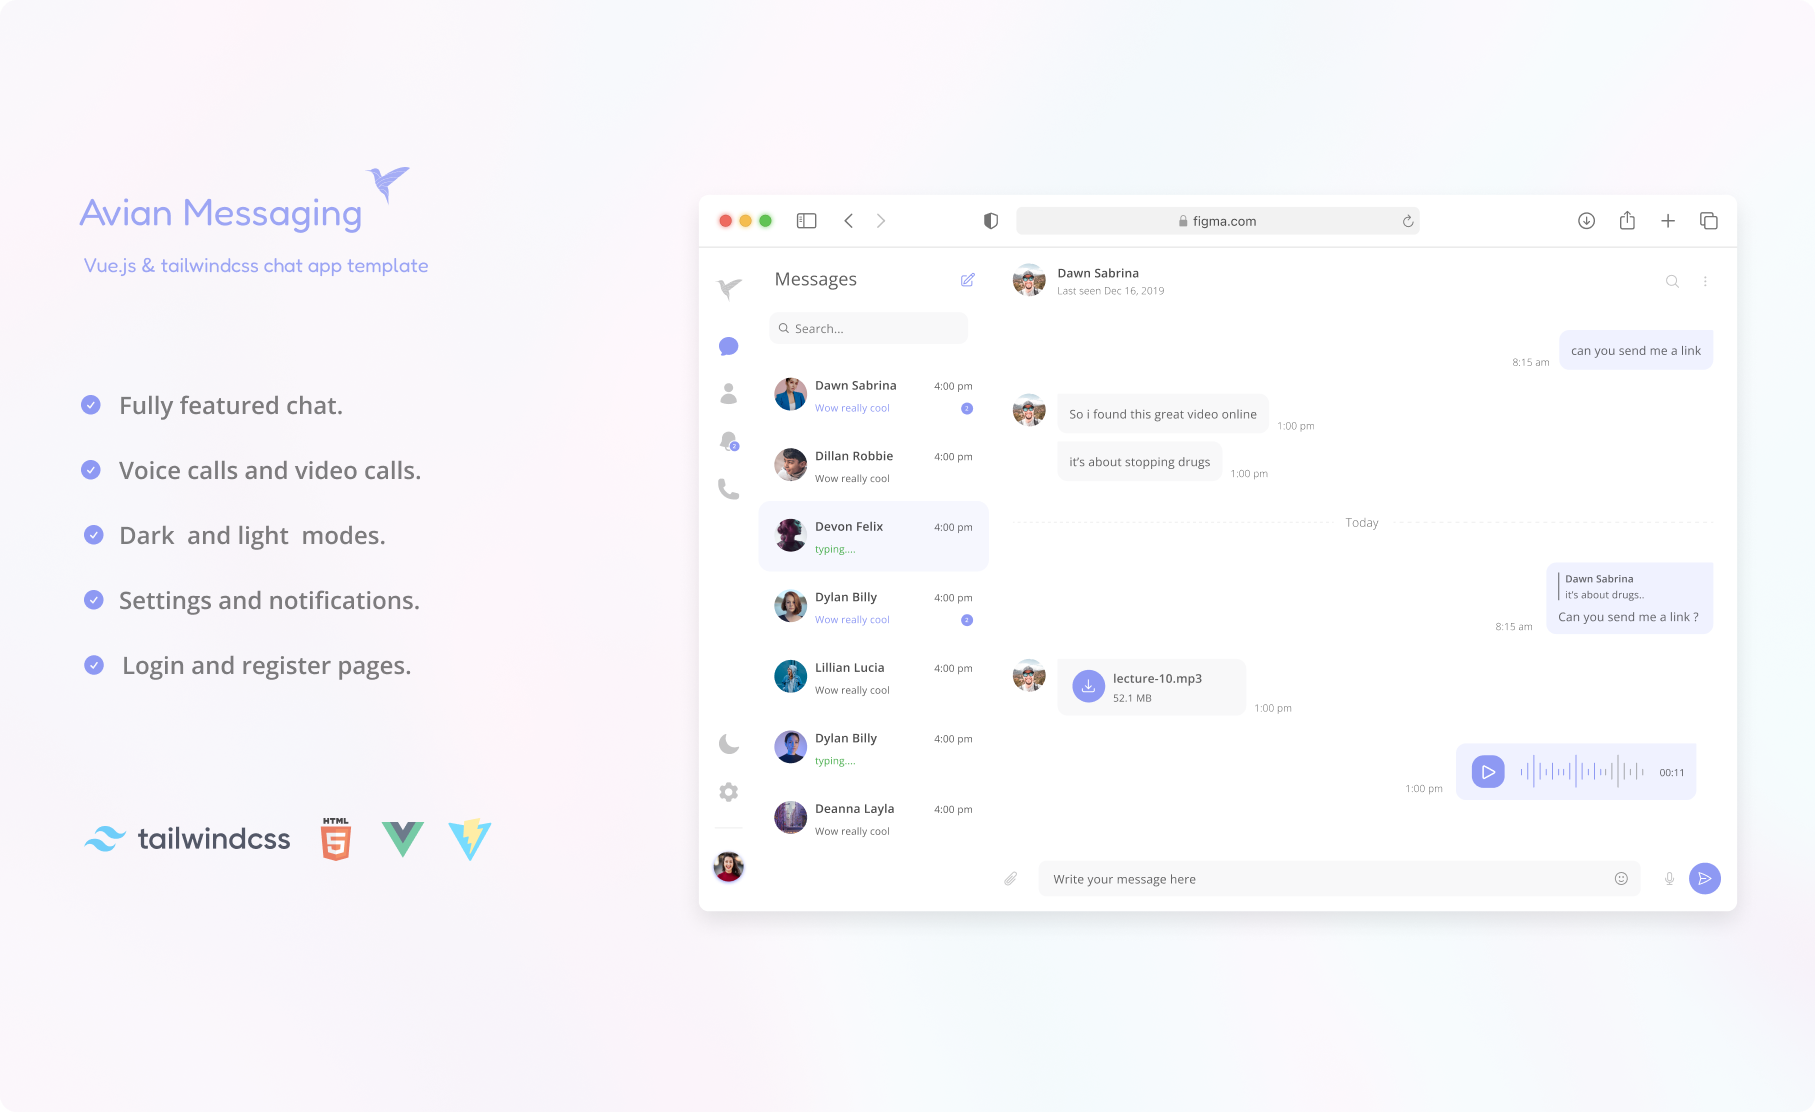 Avian Messaging
Vue.js & tailwindcss chat app template
Fully featured chat.
Voice calls and video calls.
Dark and light modes.
Settings and notifications.
Login and register pages.
tailwindcss
HTML
5
figma.com
Messages
Search...
2
Dawn Sabrina
4:00 pm
Wow really cool
2
Dillan Robbie
4:00 pm
Wow really cool
Devon Felix
4:00 pm
typing....
Dylan Billy
4:00 pm
Wow really cool
2
Lillian Lucia
4:00 pm
Wow really cool
Dylan Billy
4:00 pm
typing....
Deanna Layla
4:00 pm
Wow really cool
Dawn Sabrina
Last seen Dec 16, 2019
can you send me a link
8:15 am
So i found this great video online
1:00 pm
it's about stopping drugs
1:00 pm
Today
Dawn Sabrina
it's about drugs..
Can you send me a link ?
8:15 am
lecture-10.mp3
52.1 MB
1:00 pm
00:11
1:00 pm
Write your message here